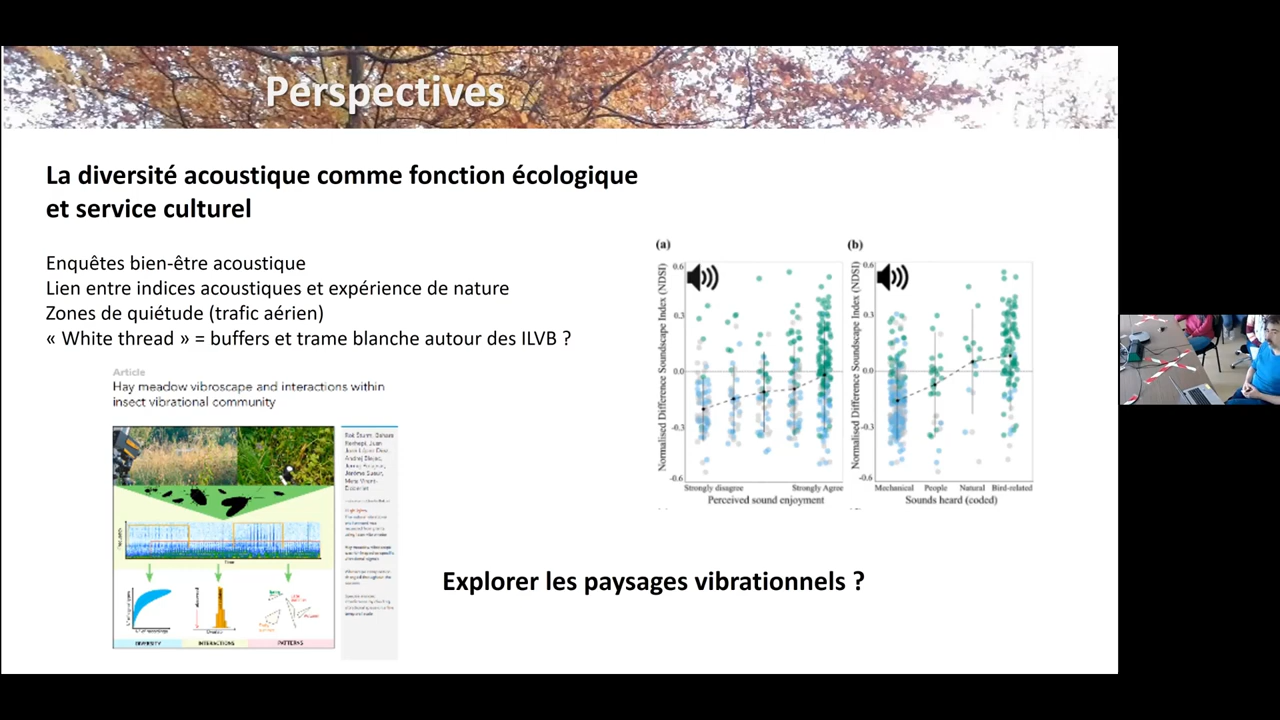 Perspectives
La diversité acoustique comme fonction écologique
et service culturel
Enquêtes bien-être acoustique
Lien entre indices acoustiques et expérience de nature
Zones de quiétude (trafic aérien)
« White thread » = buffers et trame blanche autour des ILVB ?
Article
Hay meadow vibroscape and interactions within
insect vibrational community
DIVERSITY
INTERACTIONS
PATTERNS
(a)
Normalised Difference Soundscape Index (NDSI)
0.6
0.3
0.0
-0.3
-0.6
Strongly disagree
Strongly Agree
Perceived sound enjoyment
(b)
Normalised Difference Soundscape Index (NDSI)
0.6
0.3
0.0
-0.3
-0.6
Mechanical
People
Natural
Bird-related
Sounds heard (coded)
Explorer les paysages vibrationnels ?